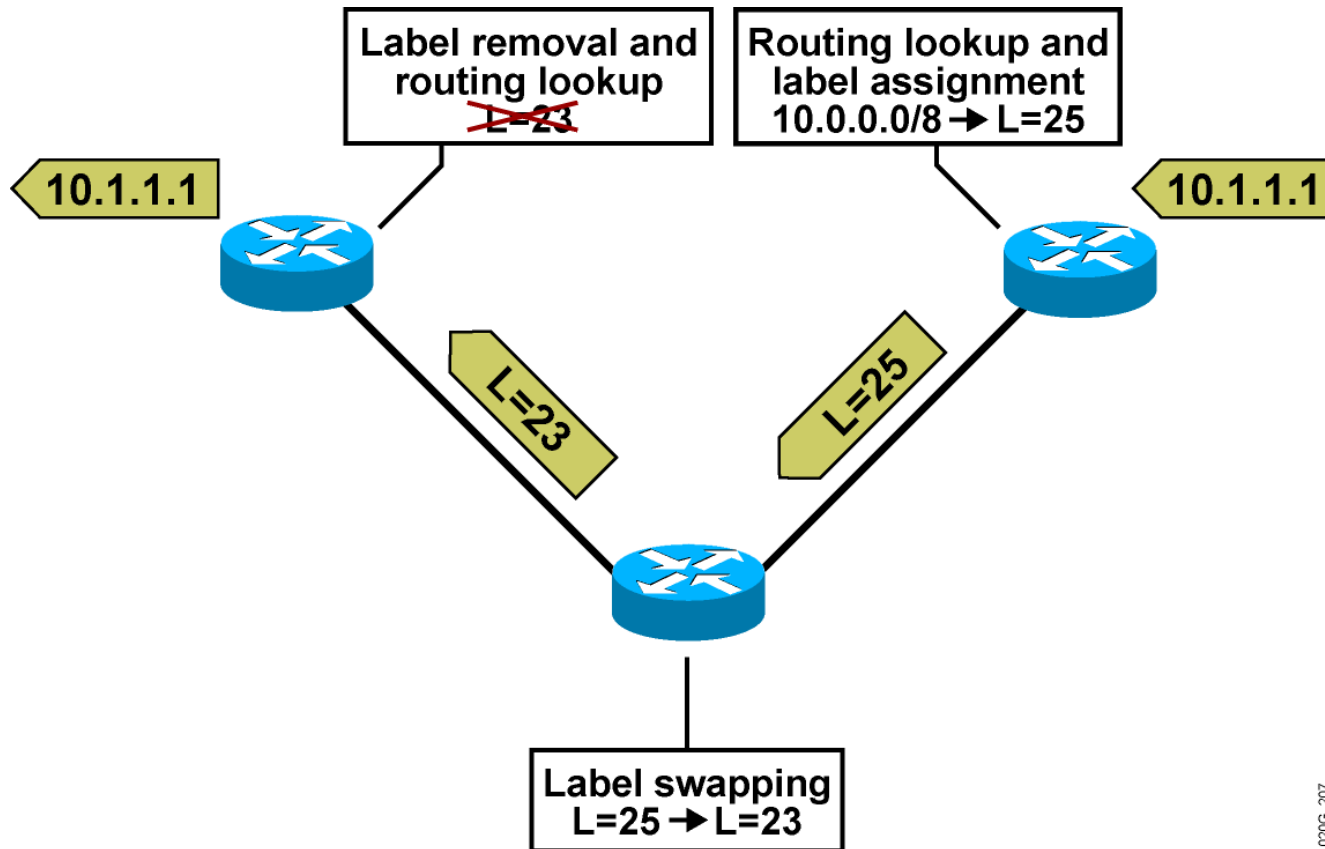 Label removal and
routing lookup
L=23
Routing lookup and
label assignment
10.0.0.0/8 → L=25
10.1.1.1
10.1.1.1
L=23
L=25
Label swapping
L=25 → L=23
020G_207